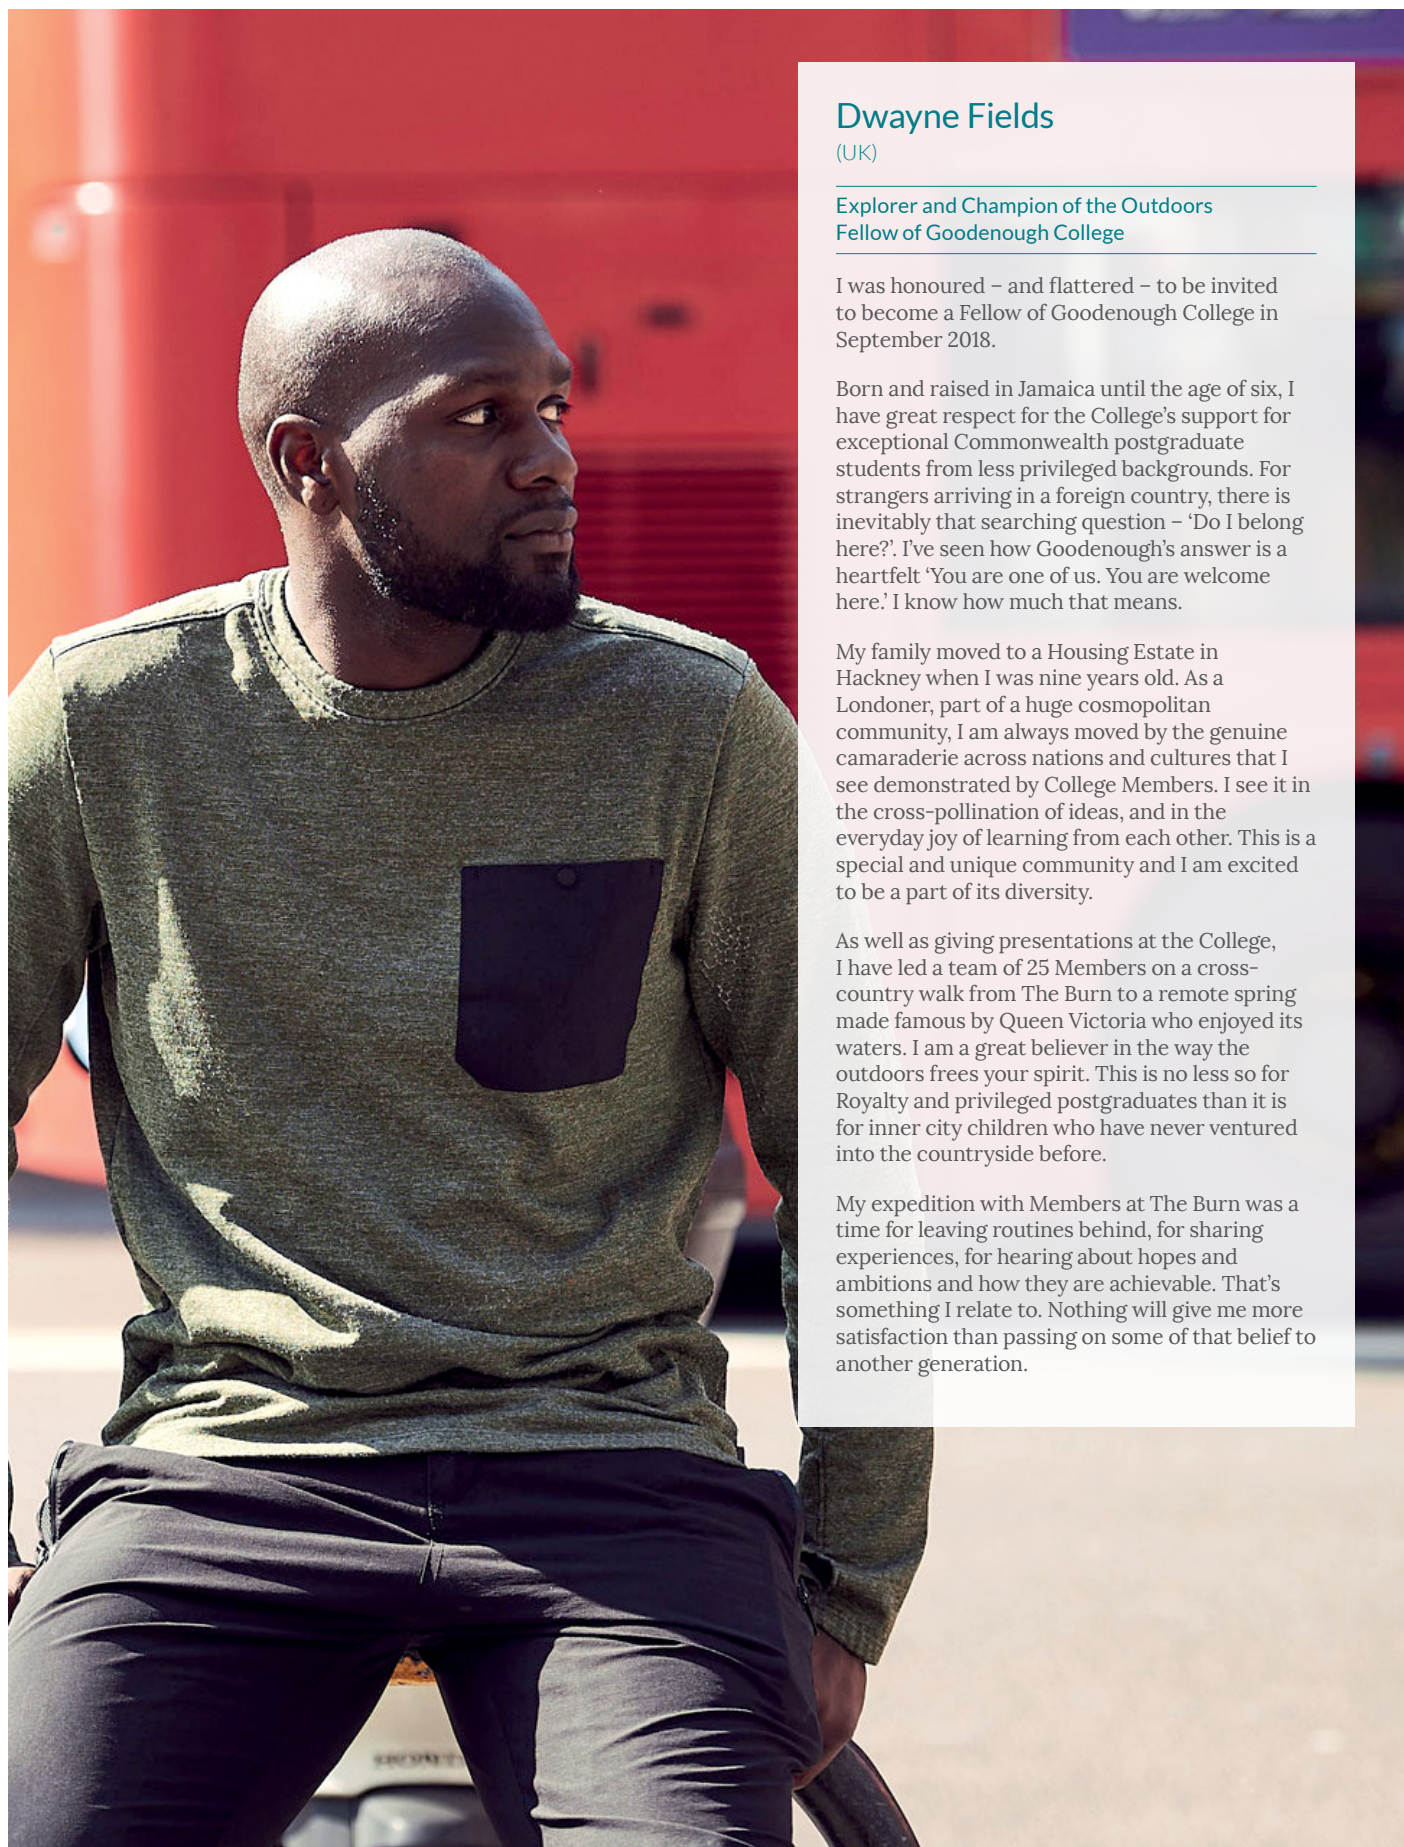 Dwayne Fields
(UK)
Explorer and Champion of the Outdoors
Fellow of Goodenough College
I was honoured – and flattered – to be invited
to become a Fellow of Goodenough College in
September 2018.
Born and raised in Jamaica until the age of six, I
have great respect for the College’s support for
exceptional Commonwealth postgraduate
students from less privileged backgrounds. For
strangers arriving in a foreign country, there is
inevitably that searching question – ‘Do I belong
here?’. I’ve seen how Goodenough’s answer is a
heartfelt ‘You are one of us. You are welcome
here.’ I know how much that means.
My family moved to a Housing Estate in
Hackney when I was nine years old. As a
Londoner, part of a huge cosmopolitan
community, I am always moved by the genuine
camaraderie across nations and cultures that I
see demonstrated by College Members. I see it in
the cross-pollination of ideas, and in the
everyday joy of learning from each other. This is a
special and unique community and I am excited
to be a part of its diversity.
As well as giving presentations at the College,
I have led a team of 25 Members on a cross-
country walk from The Burn to a remote spring
made famous by Queen Victoria who enjoyed its
waters. I am a great believer in the way the
outdoors frees your spirit. This is no less so for
Royalty and privileged postgraduates than it is
for inner city children who have never ventured
into the countryside before.
My expedition with Members at The Burn was a
time for leaving routines behind, for sharing
experiences, for hearing about hopes and
ambitions and how they are achievable. That’s
something I relate to. Nothing will give me more
satisfaction than passing on some of that belief to
another generation.